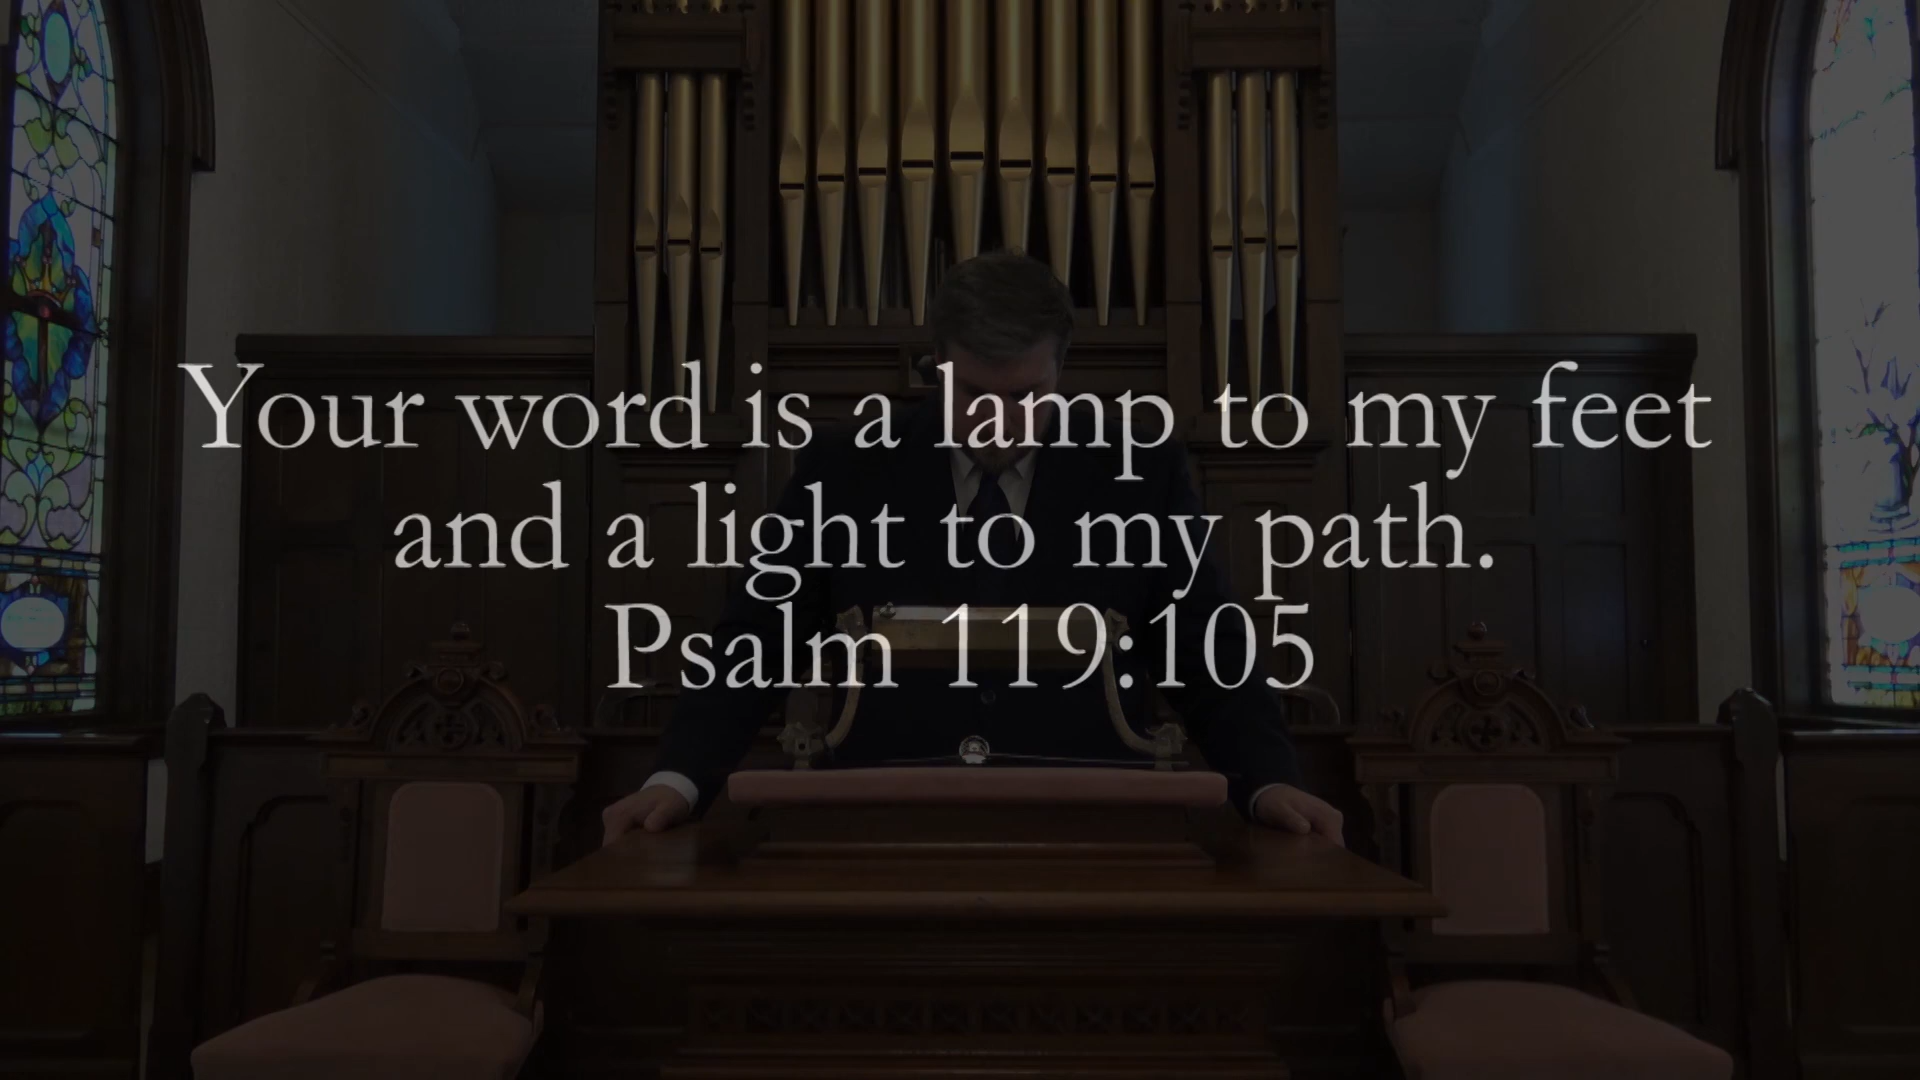 Your word is a lamp to my feet
and a light to my path.
Psalm 119:105